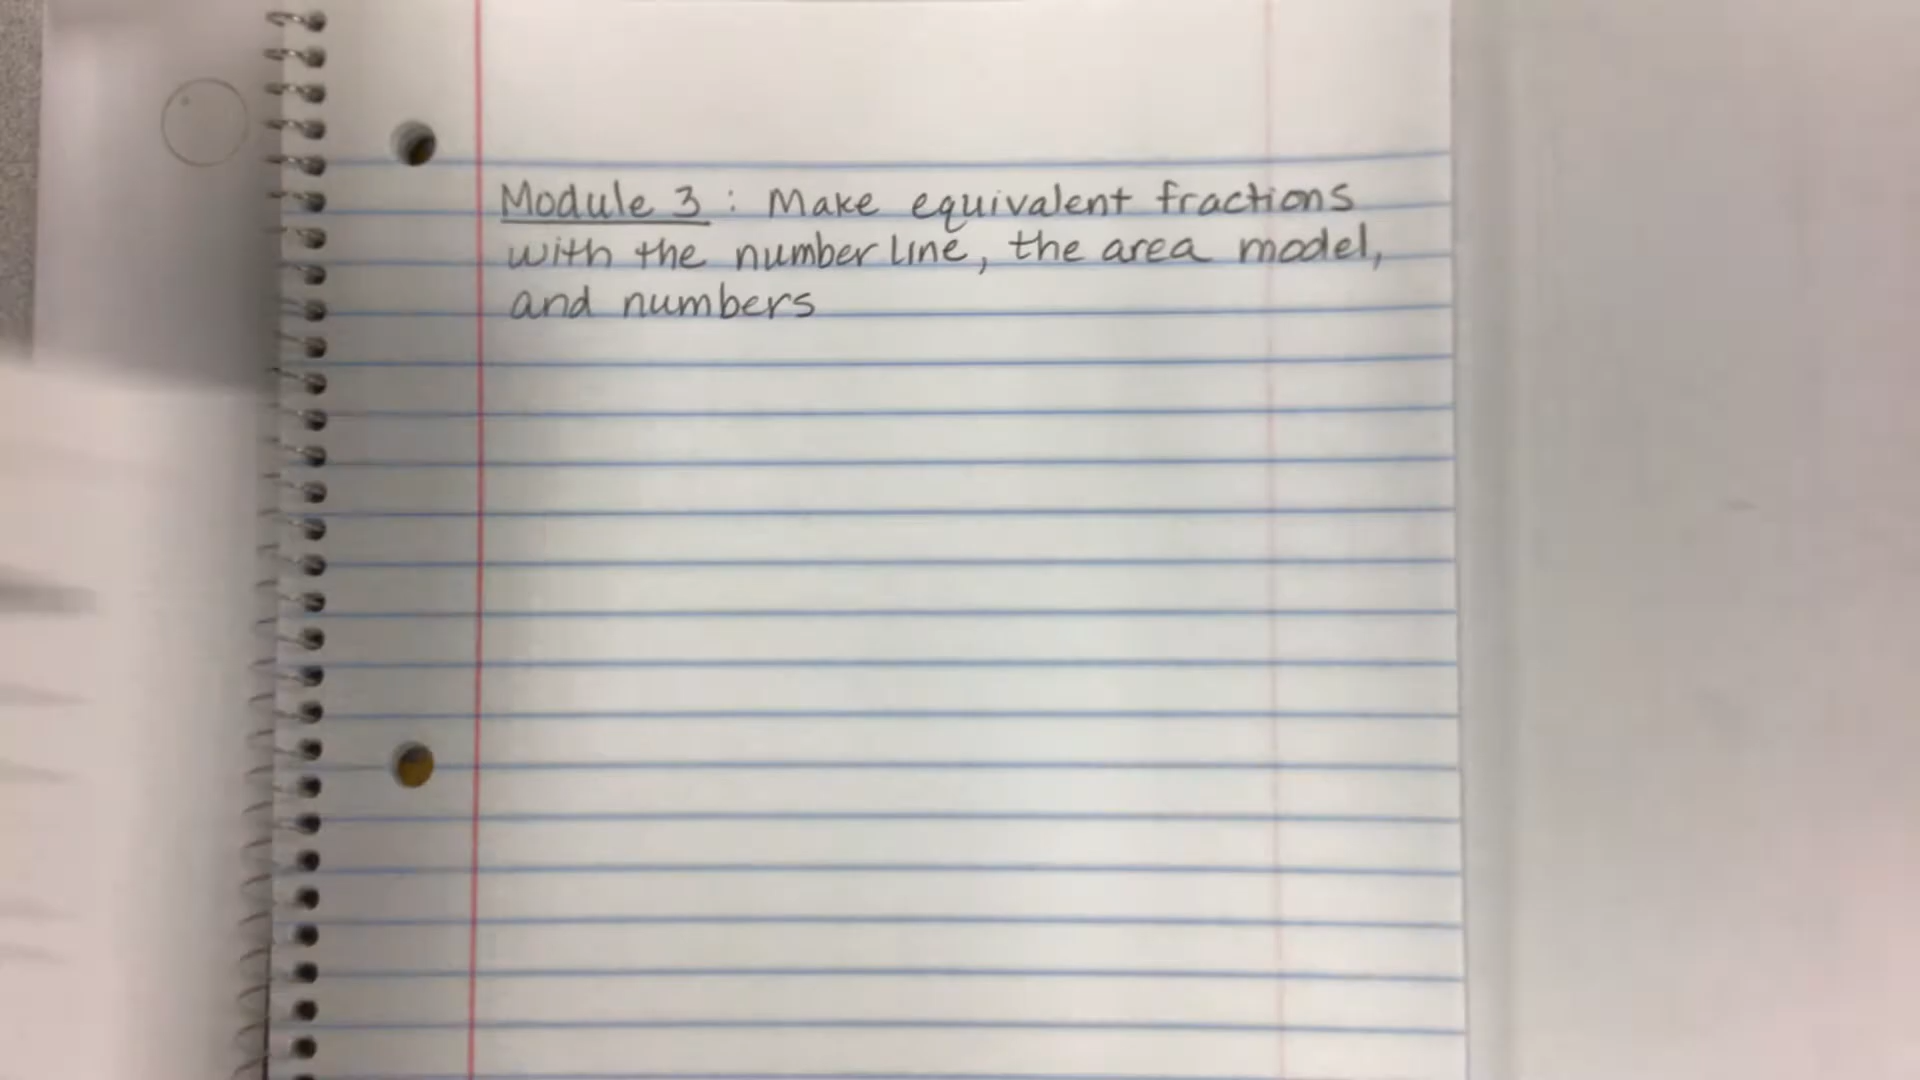 Module 3: Make equivalent fractions
with the number line, the area model,
and numbers